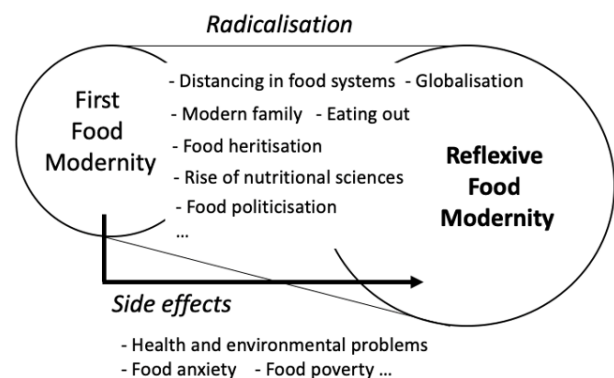 Radicalisation
First
Food
Modernity
- Distancing in food systems - Globalisation
- Modern family - Eating out
- Food heritisation
- Rise of nutritional sciences
- Food politicisation
...
Reflexive
Food
Modernity
Side effects
- Health and environmental problems
- Food anxiety - Food poverty ...